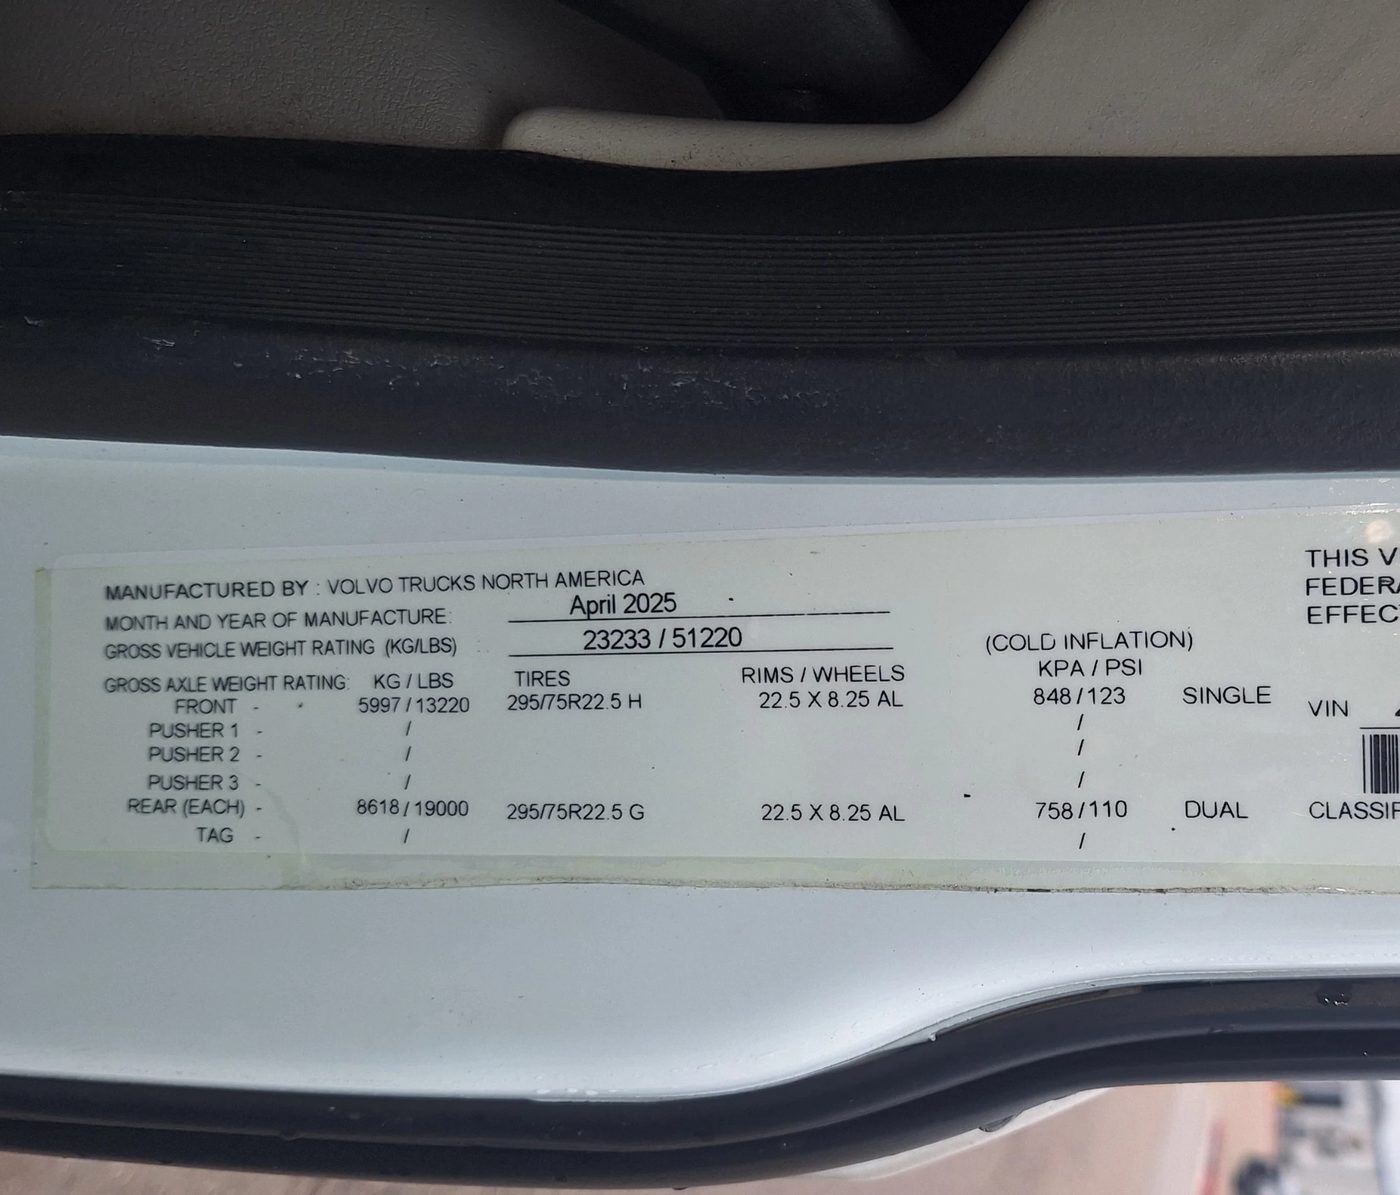 MANUFACTURED BY : VOLVO TRUCKS NORTH AMERICA
MONTH AND YEAR OF MANUFACTURE: April 2025
GROSS VEHICLE WEIGHT RATING (KG/LBS) 23233 / 51220
(COLD INFLATION)
GROSS AXLE WEIGHT RATING: KG / LBS TIRES RIMS / WHEELS KPA / PSI
FRONT - 5997 / 13220 295/75R22.5 H 22.5 X 8.25 AL 848 / 123 SINGLE
PUSHER 1 - / /
PUSHER 2 - / /
PUSHER 3 - / /
REAR (EACH) - 8618 / 19000 295/75R22.5 G 22.5 X 8.25 AL 758 / 110 DUAL
TAG - / /
THIS V
FEDERA
EFFEC
VIN
CLASSIF